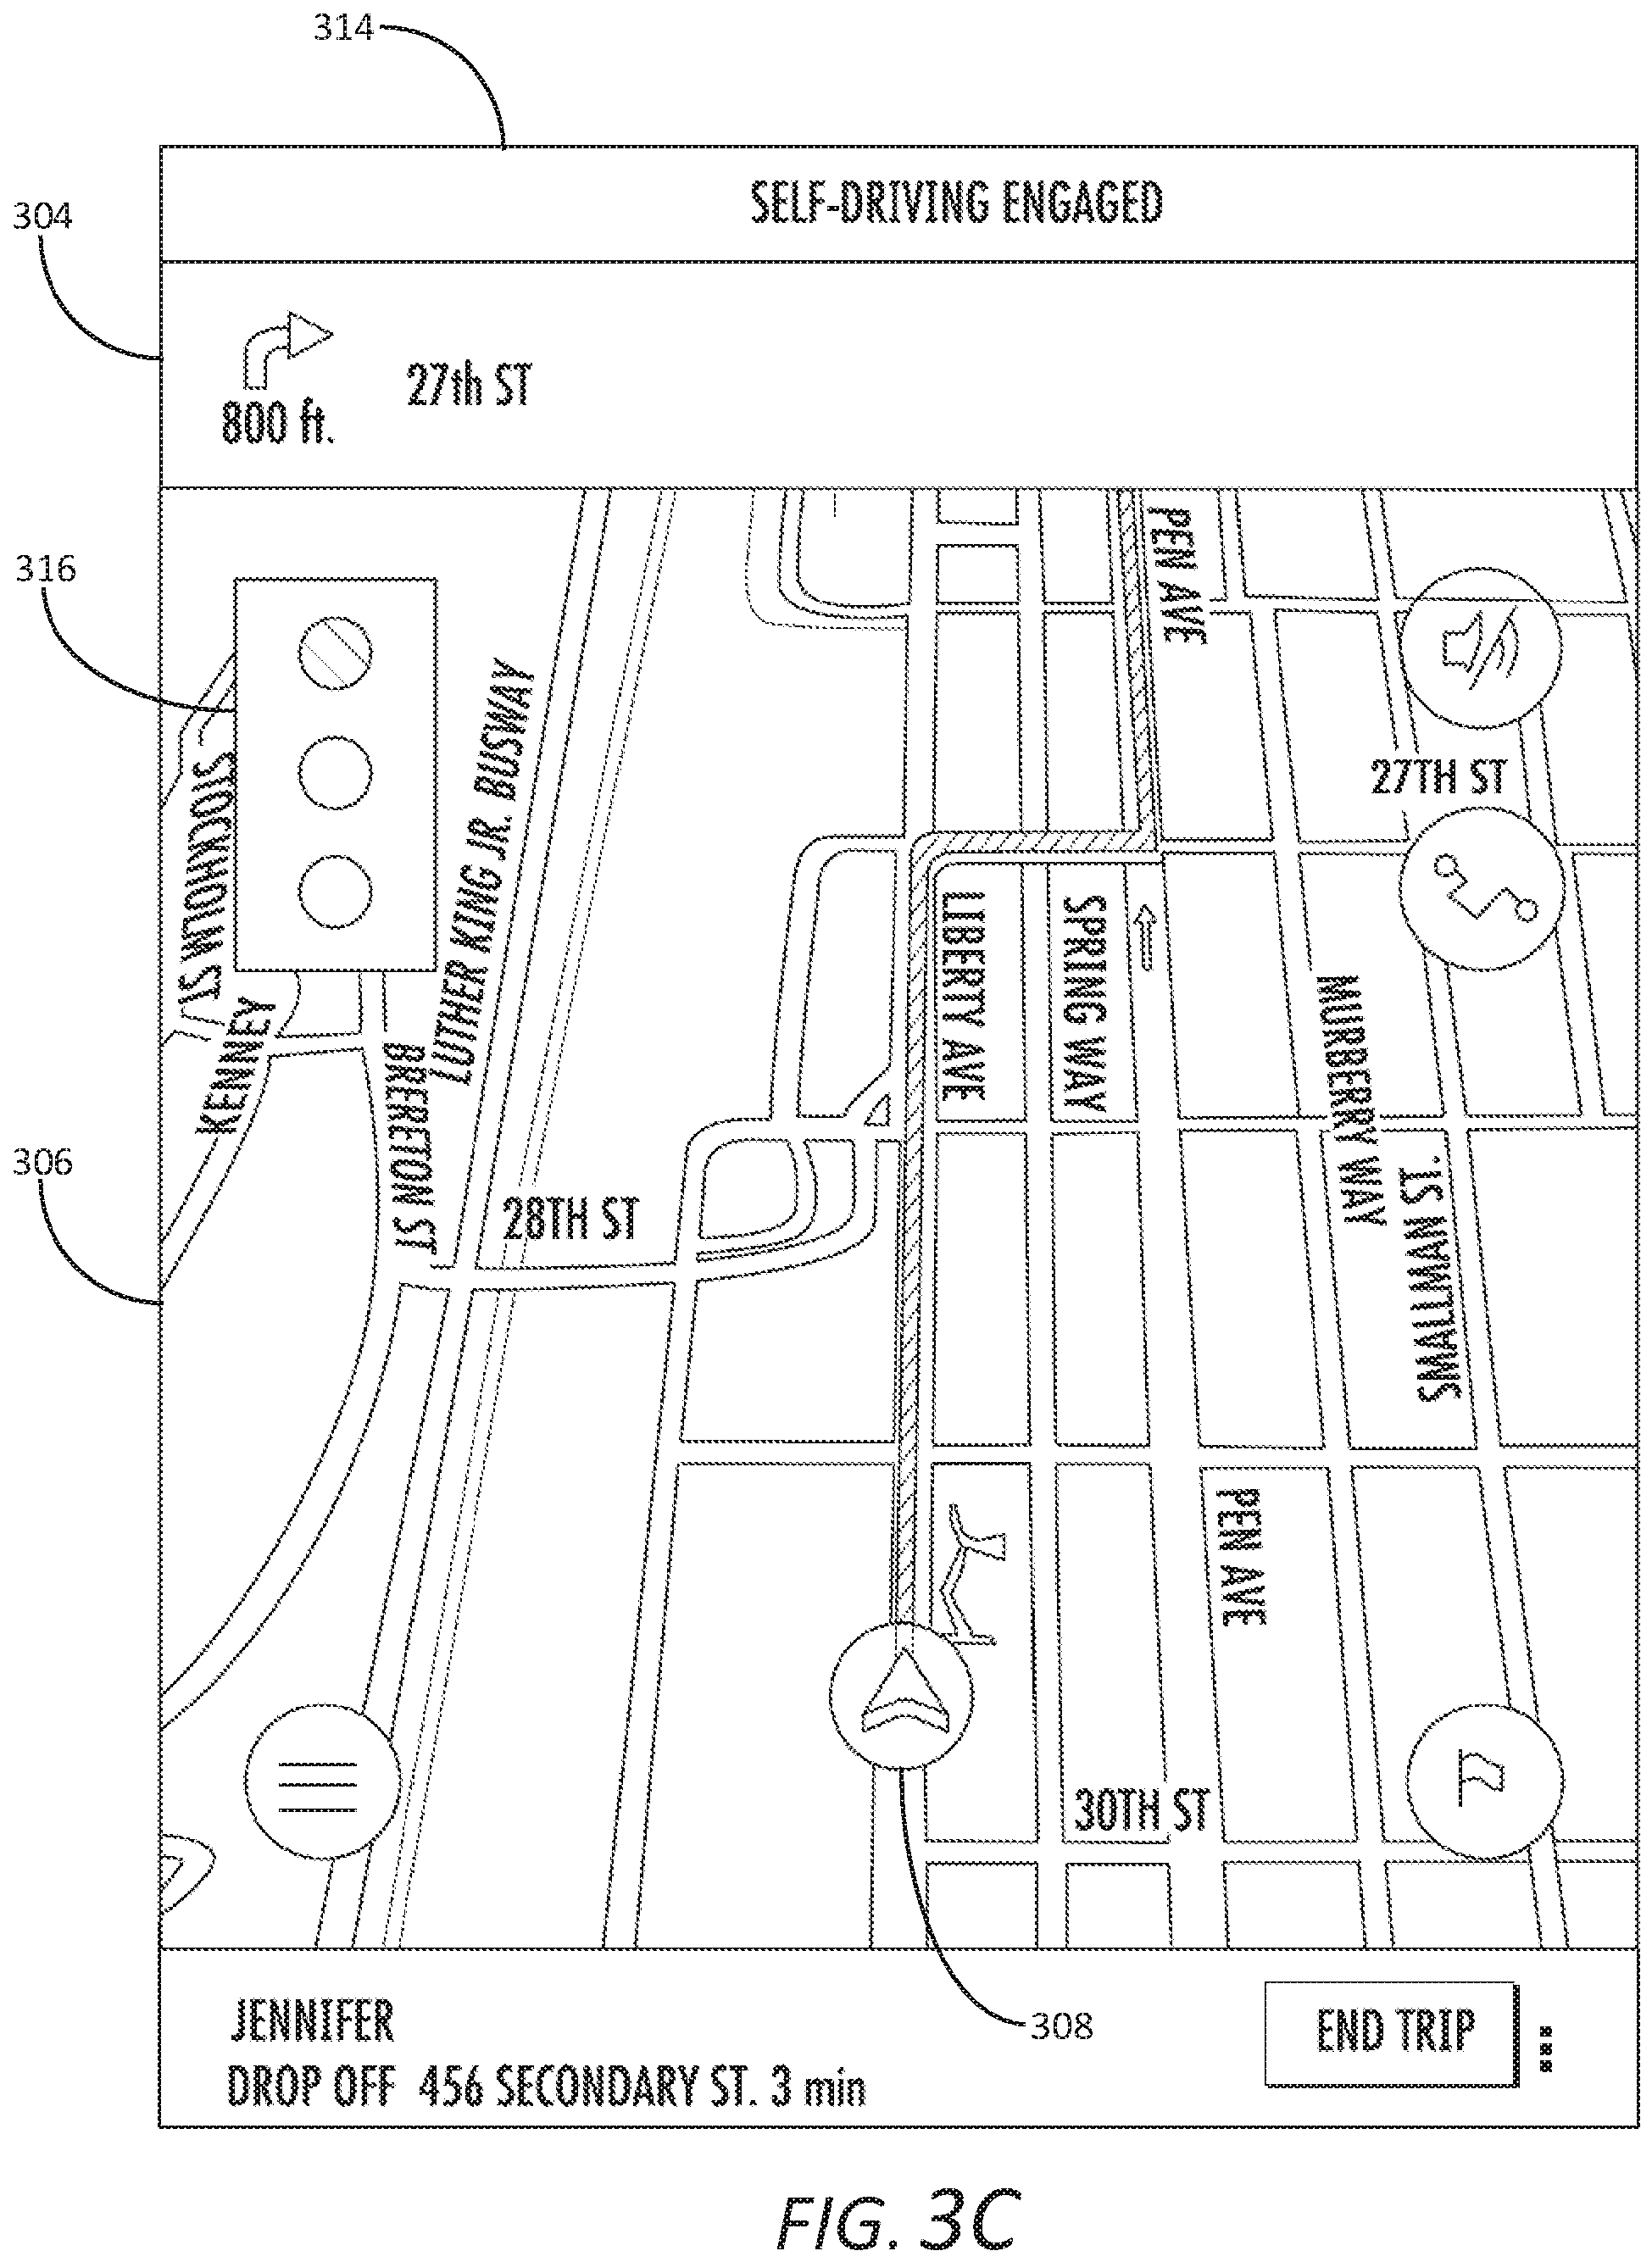 314
SELF-DRIVING ENGAGED
304
27th ST
800 ft.
PEN AVE
316
27TH ST
STOCKHOLM ST
LUTHER KING JR. BUSWAY
LIBERTY AVE
SPRING WAY
MURBERRY WAY
KENNEY
BRERETON ST
306
28TH ST
SMALLMAN ST.
PEN AVE
30TH ST
JENNIFER
END TRIP
308
DROP OFF 456 SECONDARY ST. 3 min
FIG. 3C